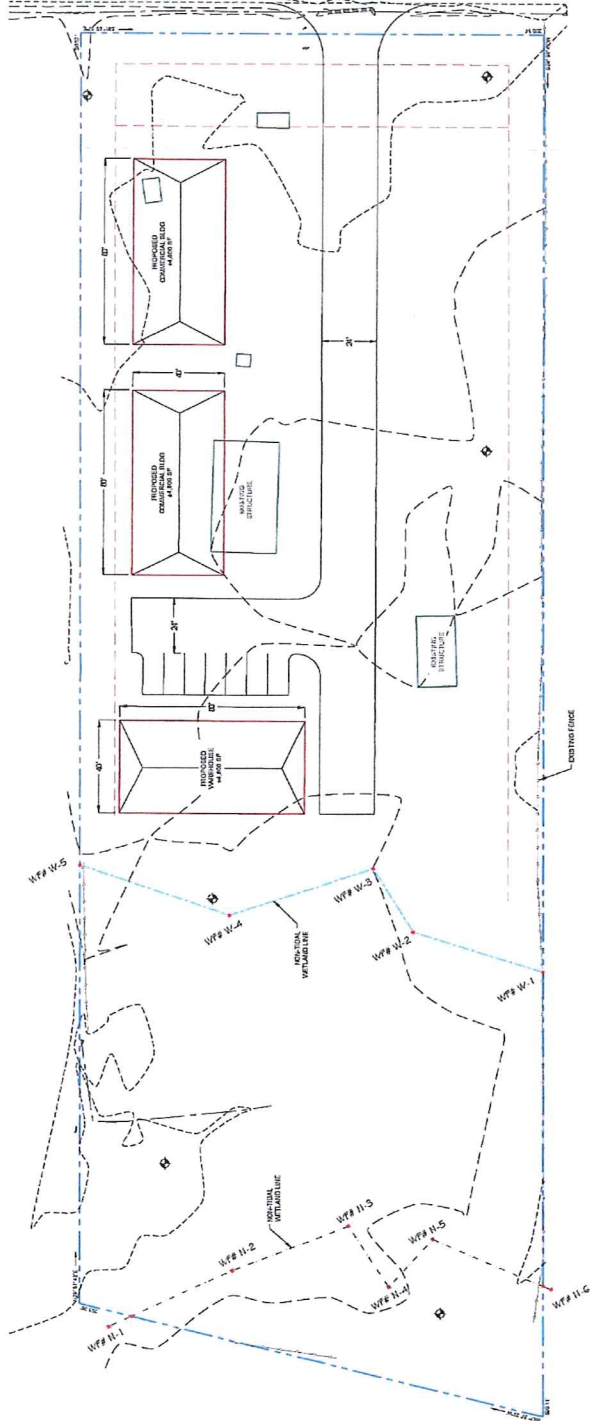 PROPOSED
COMMERCIAL BLDG
±4,800 SF
40'
PROPOSED
COMMERCIAL BLDG
±4,800 SF
24'
EXISTING
STRUCTURE
24'
EXISTING
STRUCTURE
40'
PROPOSED
WAREHOUSE
±4,800 SF
EXISTING FENCE
WF# W-5
WF# W-4
WF# W-3
WF# W-2
WF# W-1
NON-TIDAL
WETLAND LINE
NON-TIDAL
WETLAND LINE
WF# N-1
WF# N-2
WF# N-3
WF# N-4
WF# N-5
WF# N-6